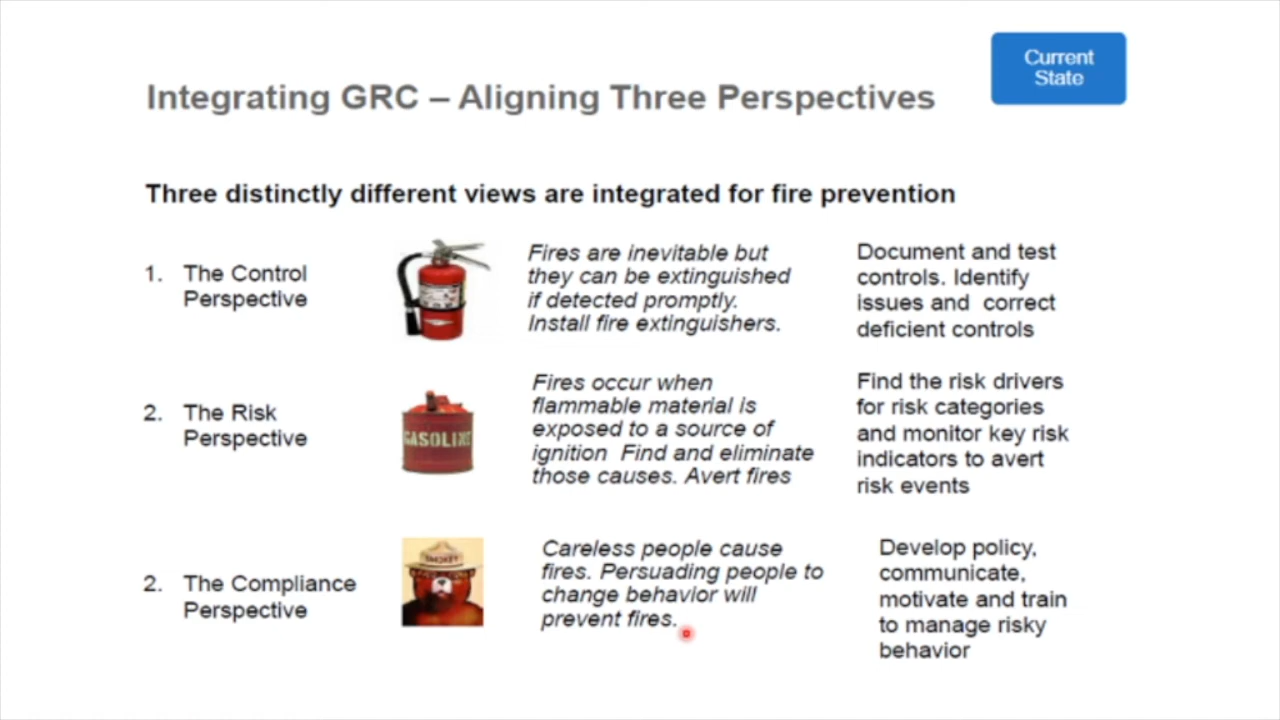 Current
State
Integrating GRC – Aligning Three Perspectives
Three distinctly different views are integrated for fire prevention
1. The Control
Perspective
Fires are inevitable but
they can be extinguished
if detected promptly.
Install fire extinguishers.
Document and test
controls. Identify
issues and correct
deficient controls
2. The Risk
Perspective
GASOLINE
Fires occur when
flammable material is
exposed to a source of
ignition Find and eliminate
those causes. Avert fires
Find the risk drivers
for risk categories
and monitor key risk
indicators to avert
risk events
2. The Compliance
Perspective
SMOKEY
Careless people cause
fires. Persuading people to
change behavior will
prevent fires.
Develop policy,
communicate,
motivate and train
to manage risky
behavior